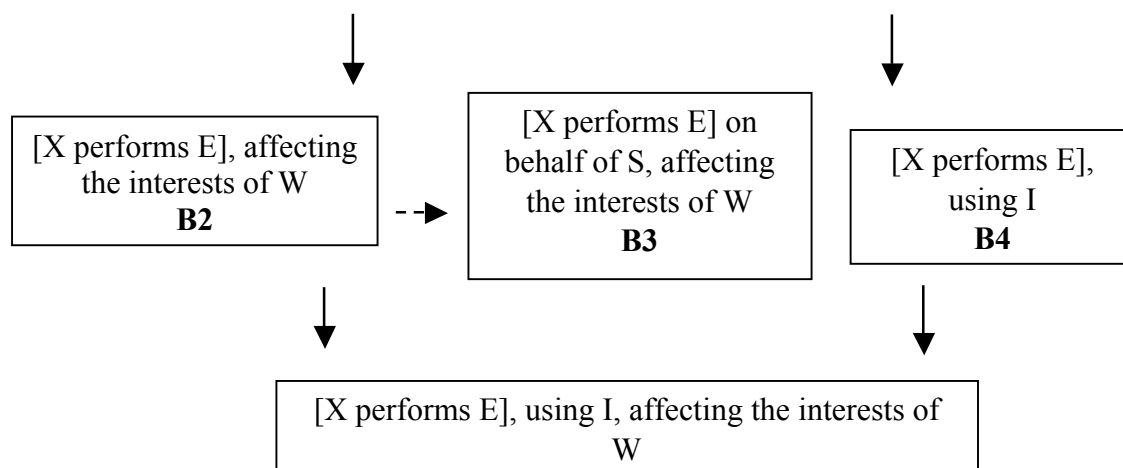 [X performs E], affecting
the interests of W
B2
[X performs E] on
behalf of S, affecting
the interests of W
B3
[X performs E],
using I
B4
[X performs E], using I, affecting the interests of
W